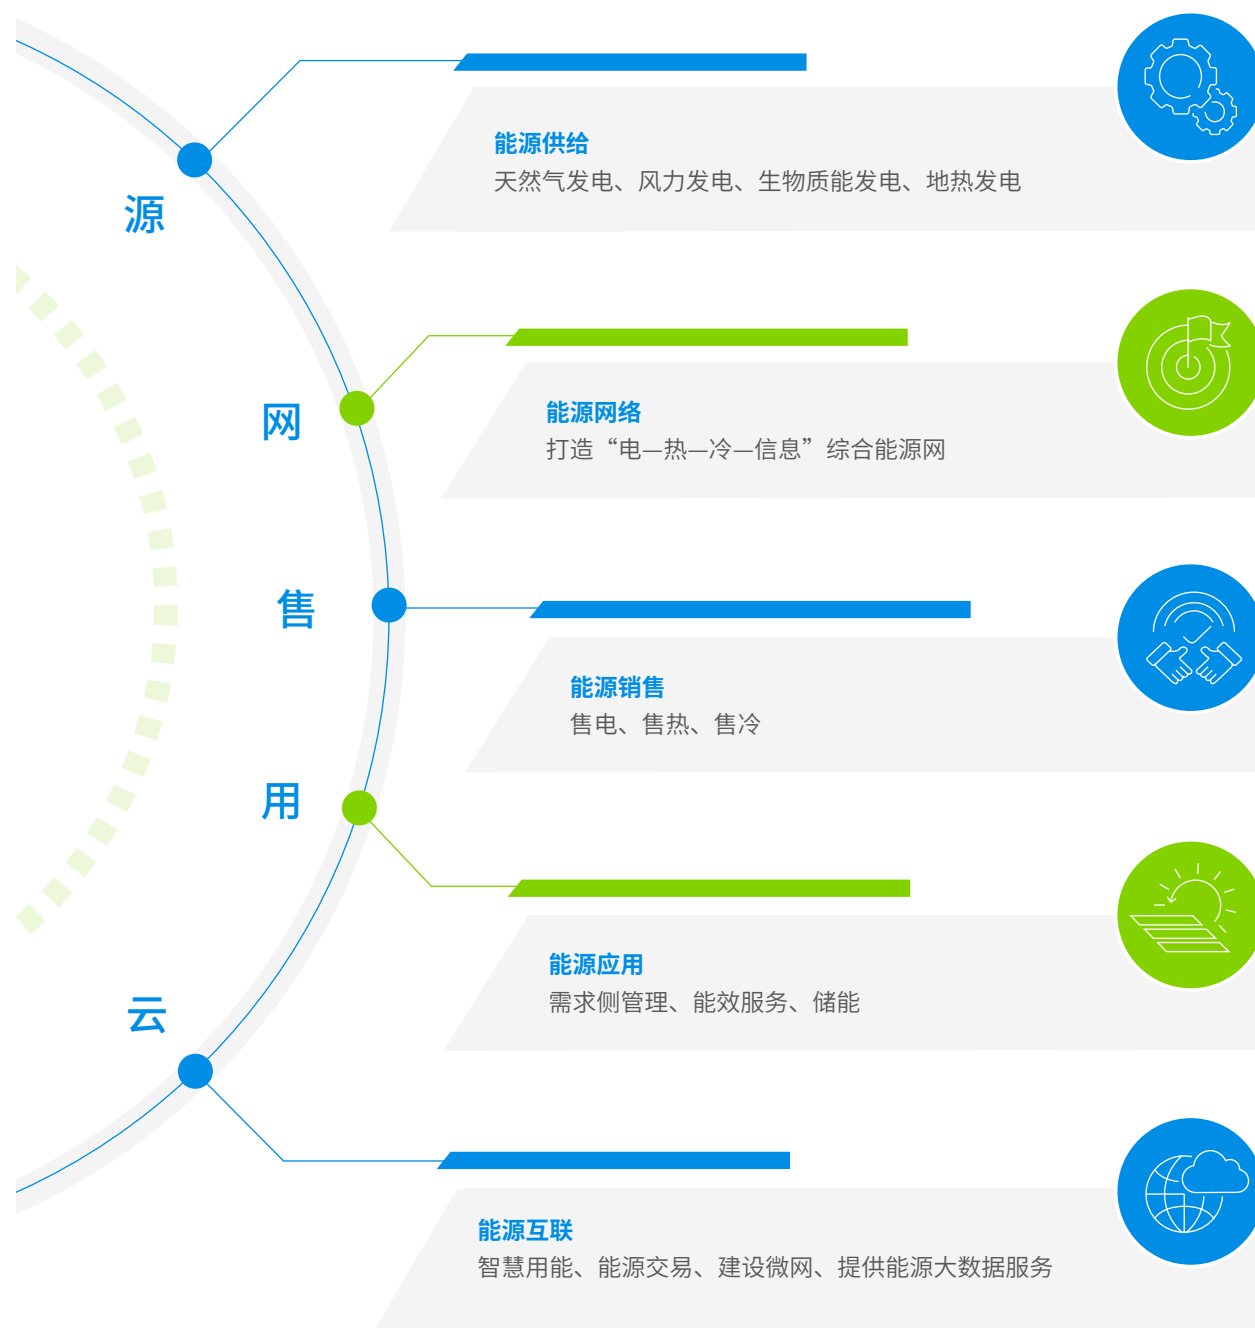 源
能源供给
天然气发电、风力发电、生物质能发电、地热发电
网
能源网络
打造“电—热—冷—信息”综合能源网
售
能源销售
售电、售热、售冷
用
能源应用
需求侧管理、能效服务、储能
云
能源互联
智慧用能、能源交易、建设微网、提供能源大数据服务